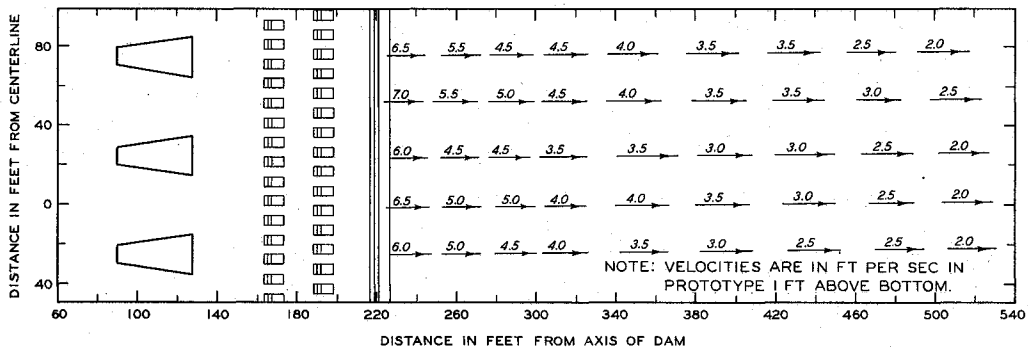 DISTANCE IN FEET FROM CENTERLINE
80
40
0
40
6.5 5.5 4.5 4.5 4.0 3.5 3.5 2.5 2.0
7.0 5.5 5.0 4.5 4.0 3.5 3.5 3.0 2.5
6.0 4.5 4.5 3.5 3.5 3.0 3.0 2.5 2.0
6.5 5.0 5.0 4.0 4.0 3.5 3.0 2.5 2.0
6.0 5.0 4.5 4.0 3.5 3.0 2.5 2.5 2.0
NOTE: VELOCITIES ARE IN FT PER SEC IN
PROTOTYPE 1 FT ABOVE BOTTOM.
60 100 140 180 220 260 300 340 380 420 460 500 540
DISTANCE IN FEET FROM AXIS OF DAM